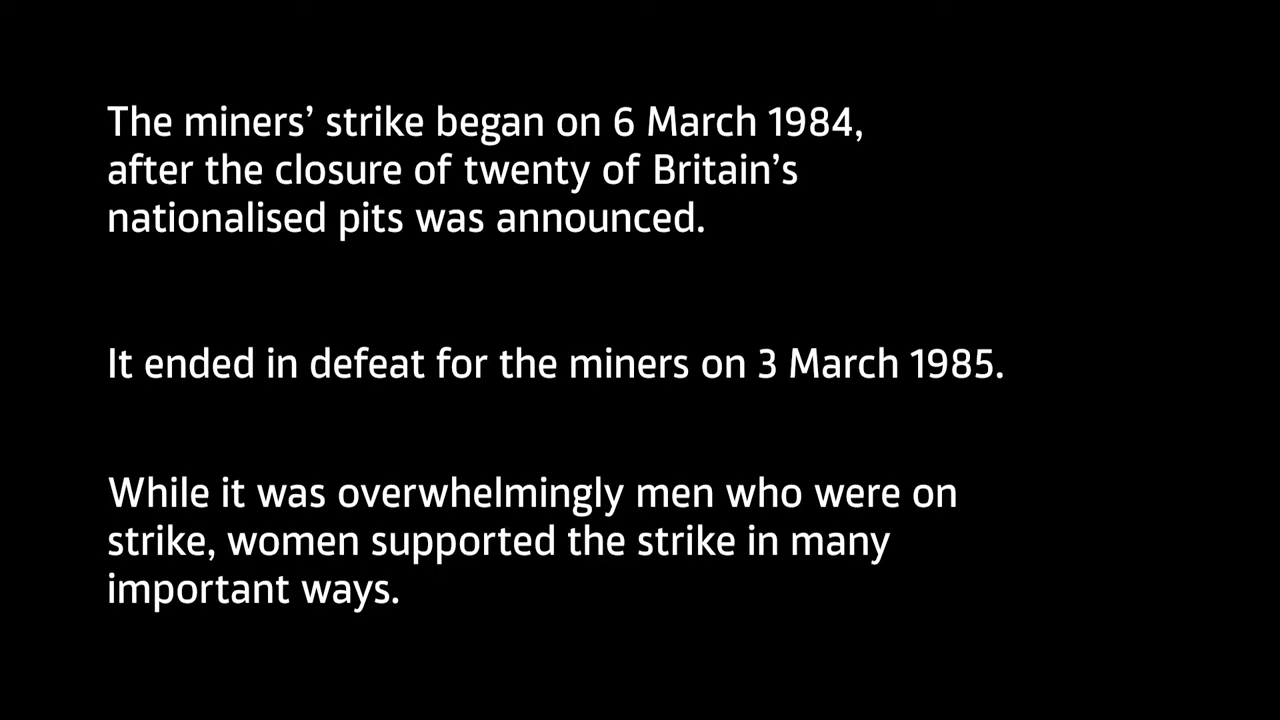 The miners’ strike began on 6 March 1984,
after the closure of twenty of Britain’s
nationalised pits was announced.
It ended in defeat for the miners on 3 March 1985.
While it was overwhelmingly men who were on
strike, women supported the strike in many
important ways.